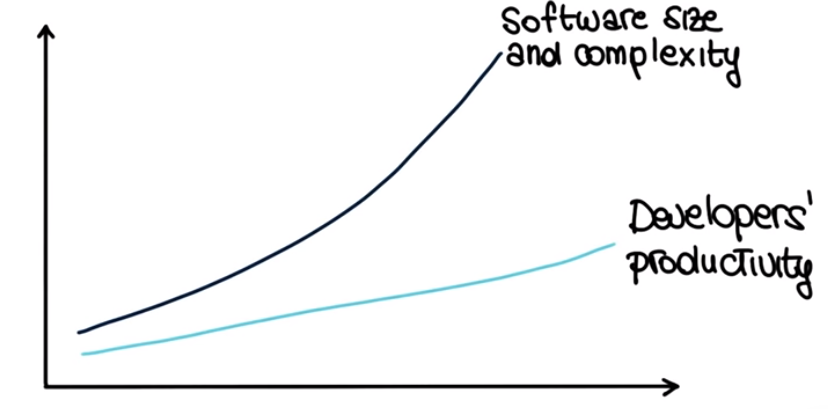 Software size
and complexity
Developers'
productivity